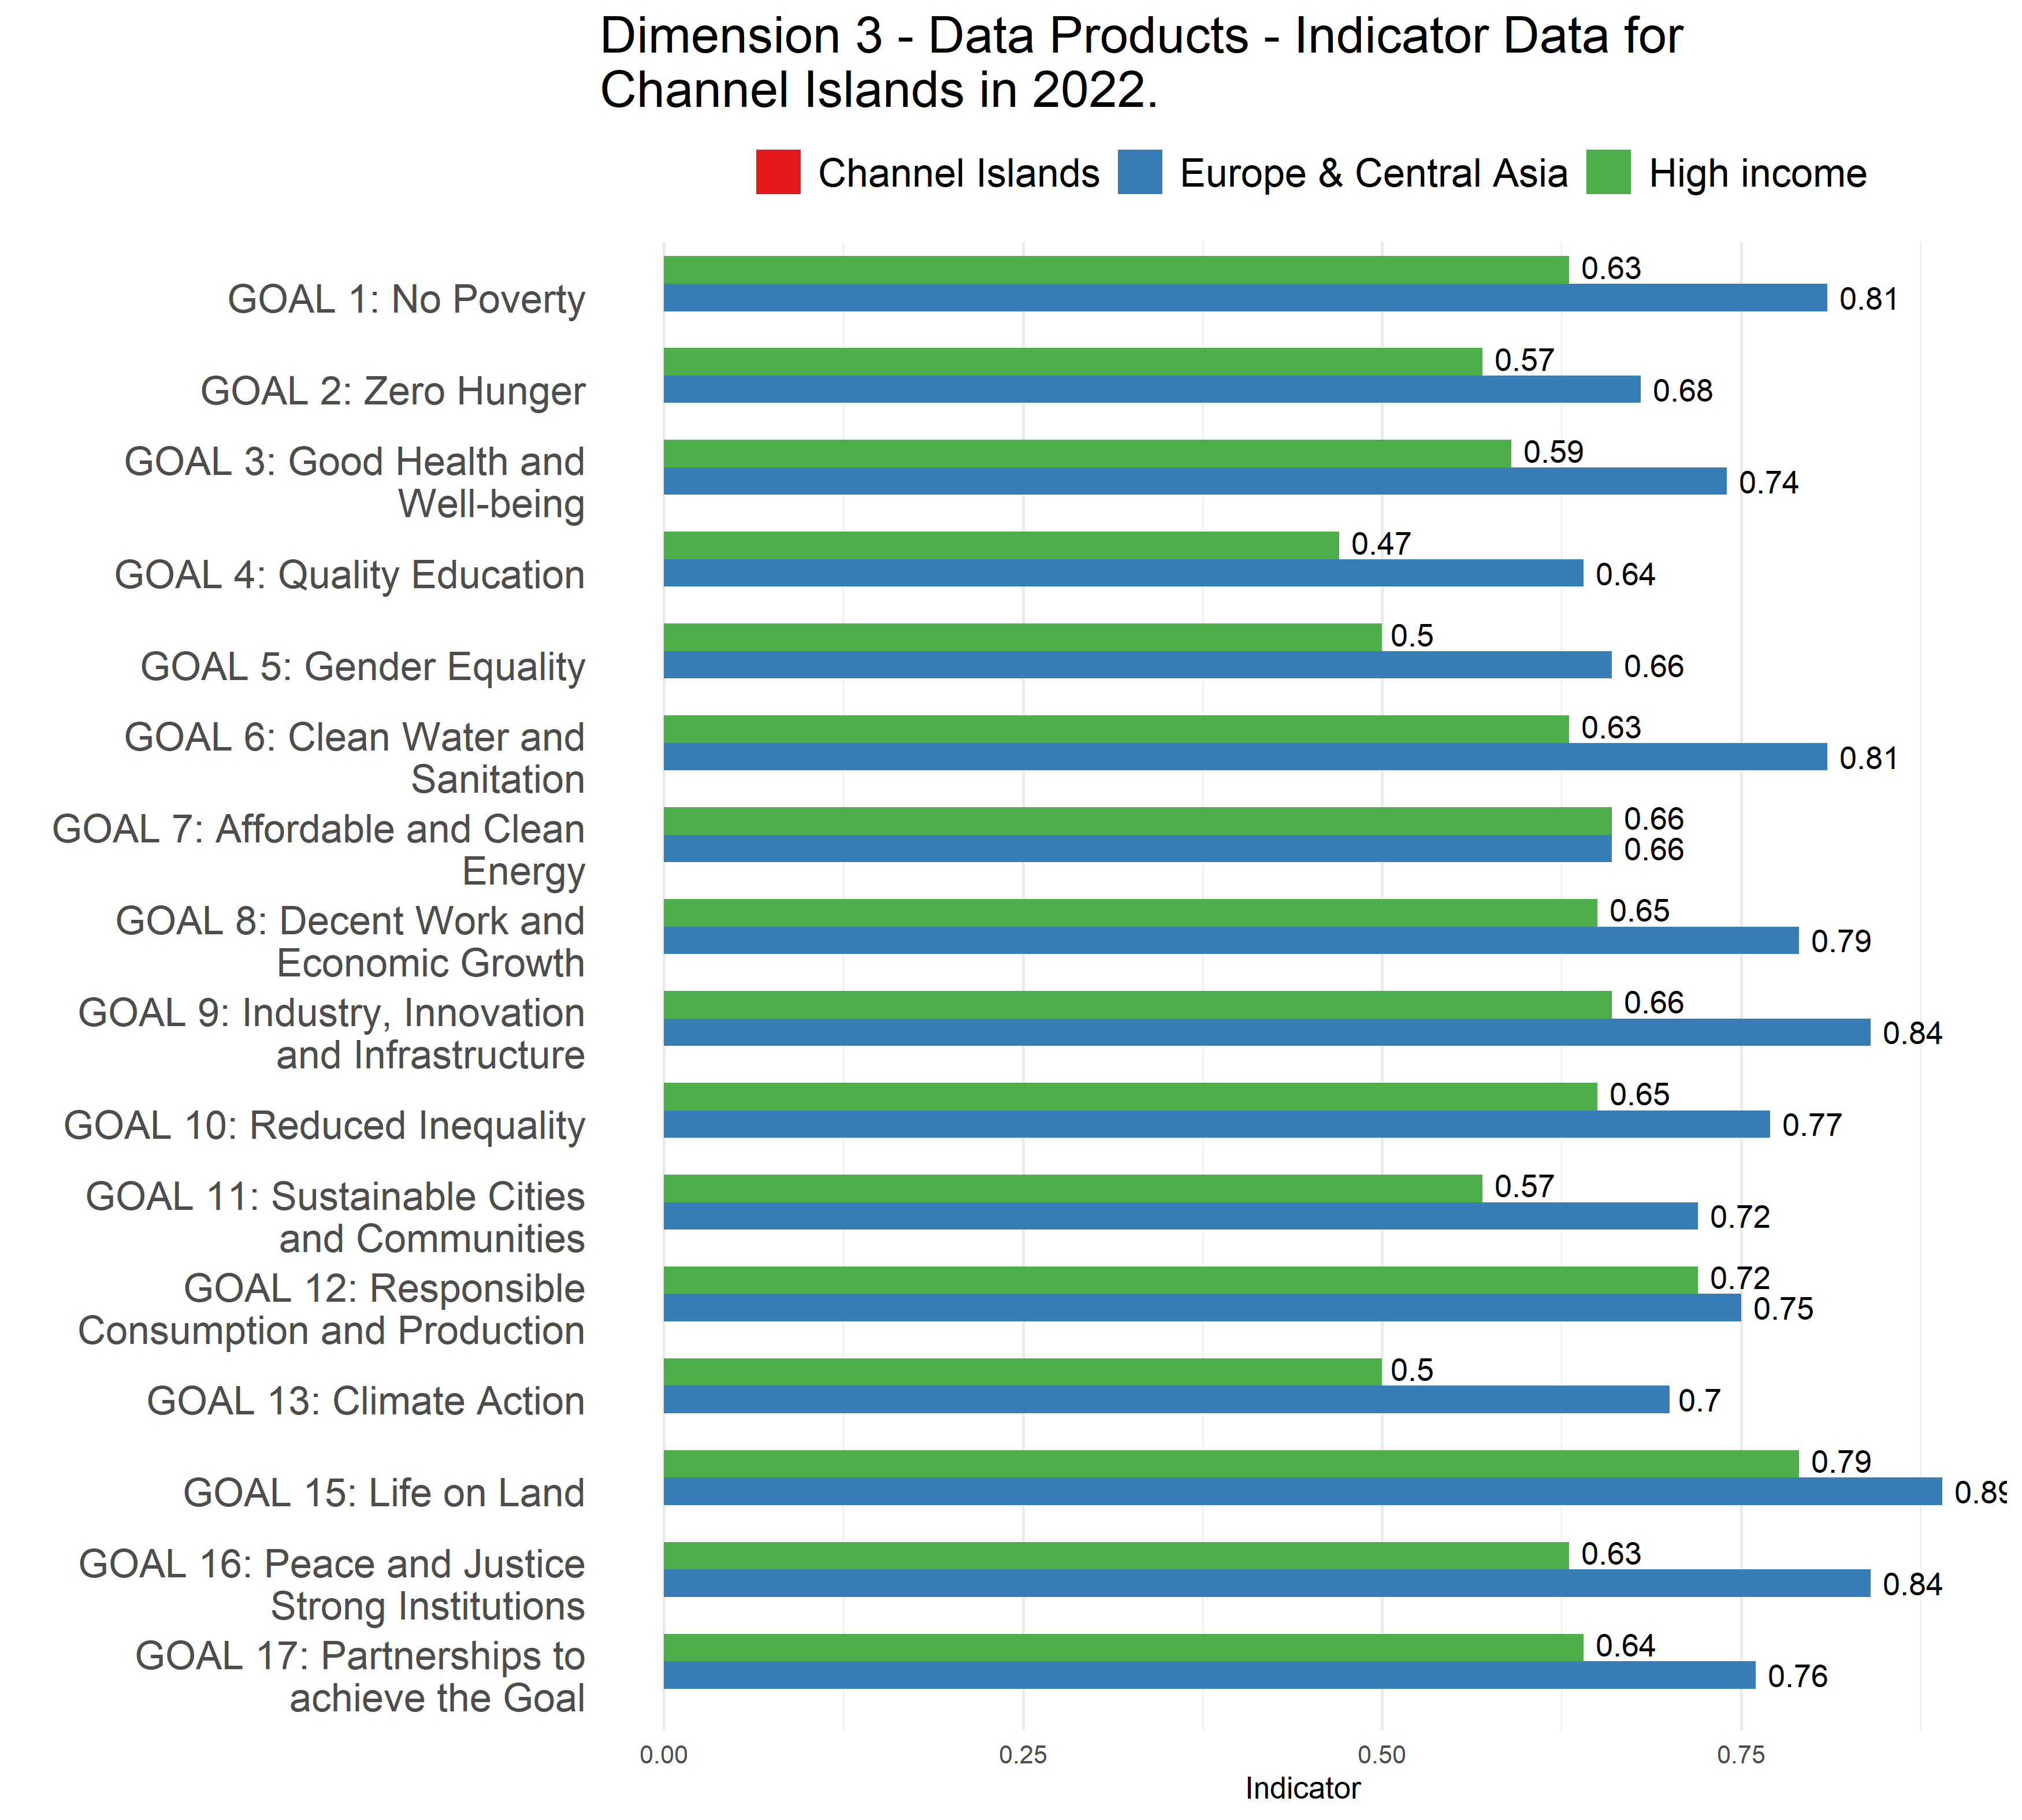 Dimension 3 - Data Products - Indicator Data for
Channel Islands in 2022.
Channel Islands Europe & Central Asia High income
GOAL 1: No Poverty
0.63
0.81
GOAL 2: Zero Hunger
0.57
0.68
GOAL 3: Good Health and
Well-being
0.59
0.74
GOAL 4: Quality Education
0.47
0.64
GOAL 5: Gender Equality
0.5
0.66
GOAL 6: Clean Water and
Sanitation
0.63
0.81
GOAL 7: Affordable and Clean
Energy
0.66
0.66
GOAL 8: Decent Work and
Economic Growth
0.65
0.79
GOAL 9: Industry, Innovation
and Infrastructure
0.66
0.84
GOAL 10: Reduced Inequality
0.65
0.77
GOAL 11: Sustainable Cities
and Communities
0.57
0.72
GOAL 12: Responsible
Consumption and Production
0.72
0.75
GOAL 13: Climate Action
0.5
0.7
GOAL 15: Life on Land
0.79
0.89
GOAL 16: Peace and Justice
Strong Institutions
0.63
0.84
GOAL 17: Partnerships to
achieve the Goal
0.64
0.76
0.00 0.25 0.50 0.75
Indicator